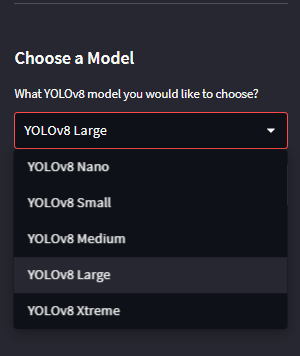 Choose a Model
What YOLOv8 model you would like to choose?
YOLOv8 Large
YOLOv8 Nano
YOLOv8 Small
YOLOv8 Medium
YOLOv8 Large
YOLOv8 Xtreme